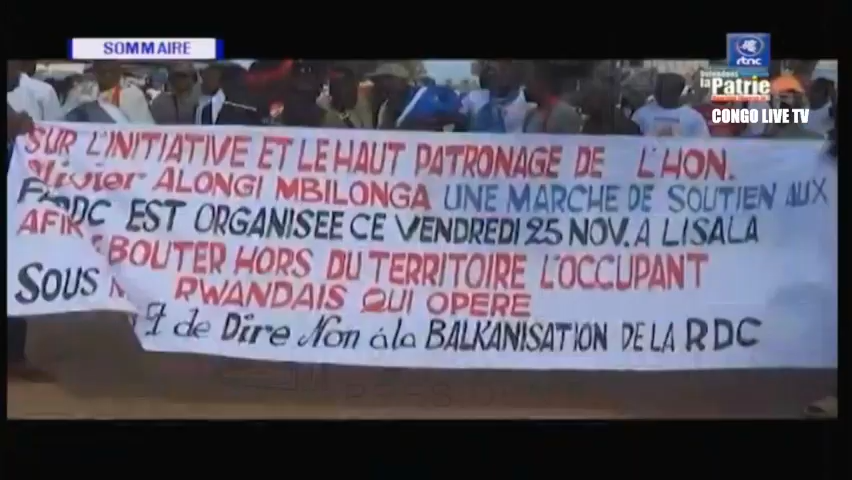 SOMMAIRE
rtnc
la Patrie
CONGO LIVE TV
SUR L'INITIATIVE ET LE HAUT PATRONAGE DE L'HON.
Olivier ALONGI MBILONGA UNE MARCHE DE SOUTIEN AUX
FARDC EST ORGANISEE CE VENDREDI 25 NOV. A LISALA
AFIN BOUTER HORS DU TERRITOIRE L'OCCUPANT
SOUS RWANDAIS QUI OPERE
Et de Dire Non à la BALKANISATION DE LA RDC